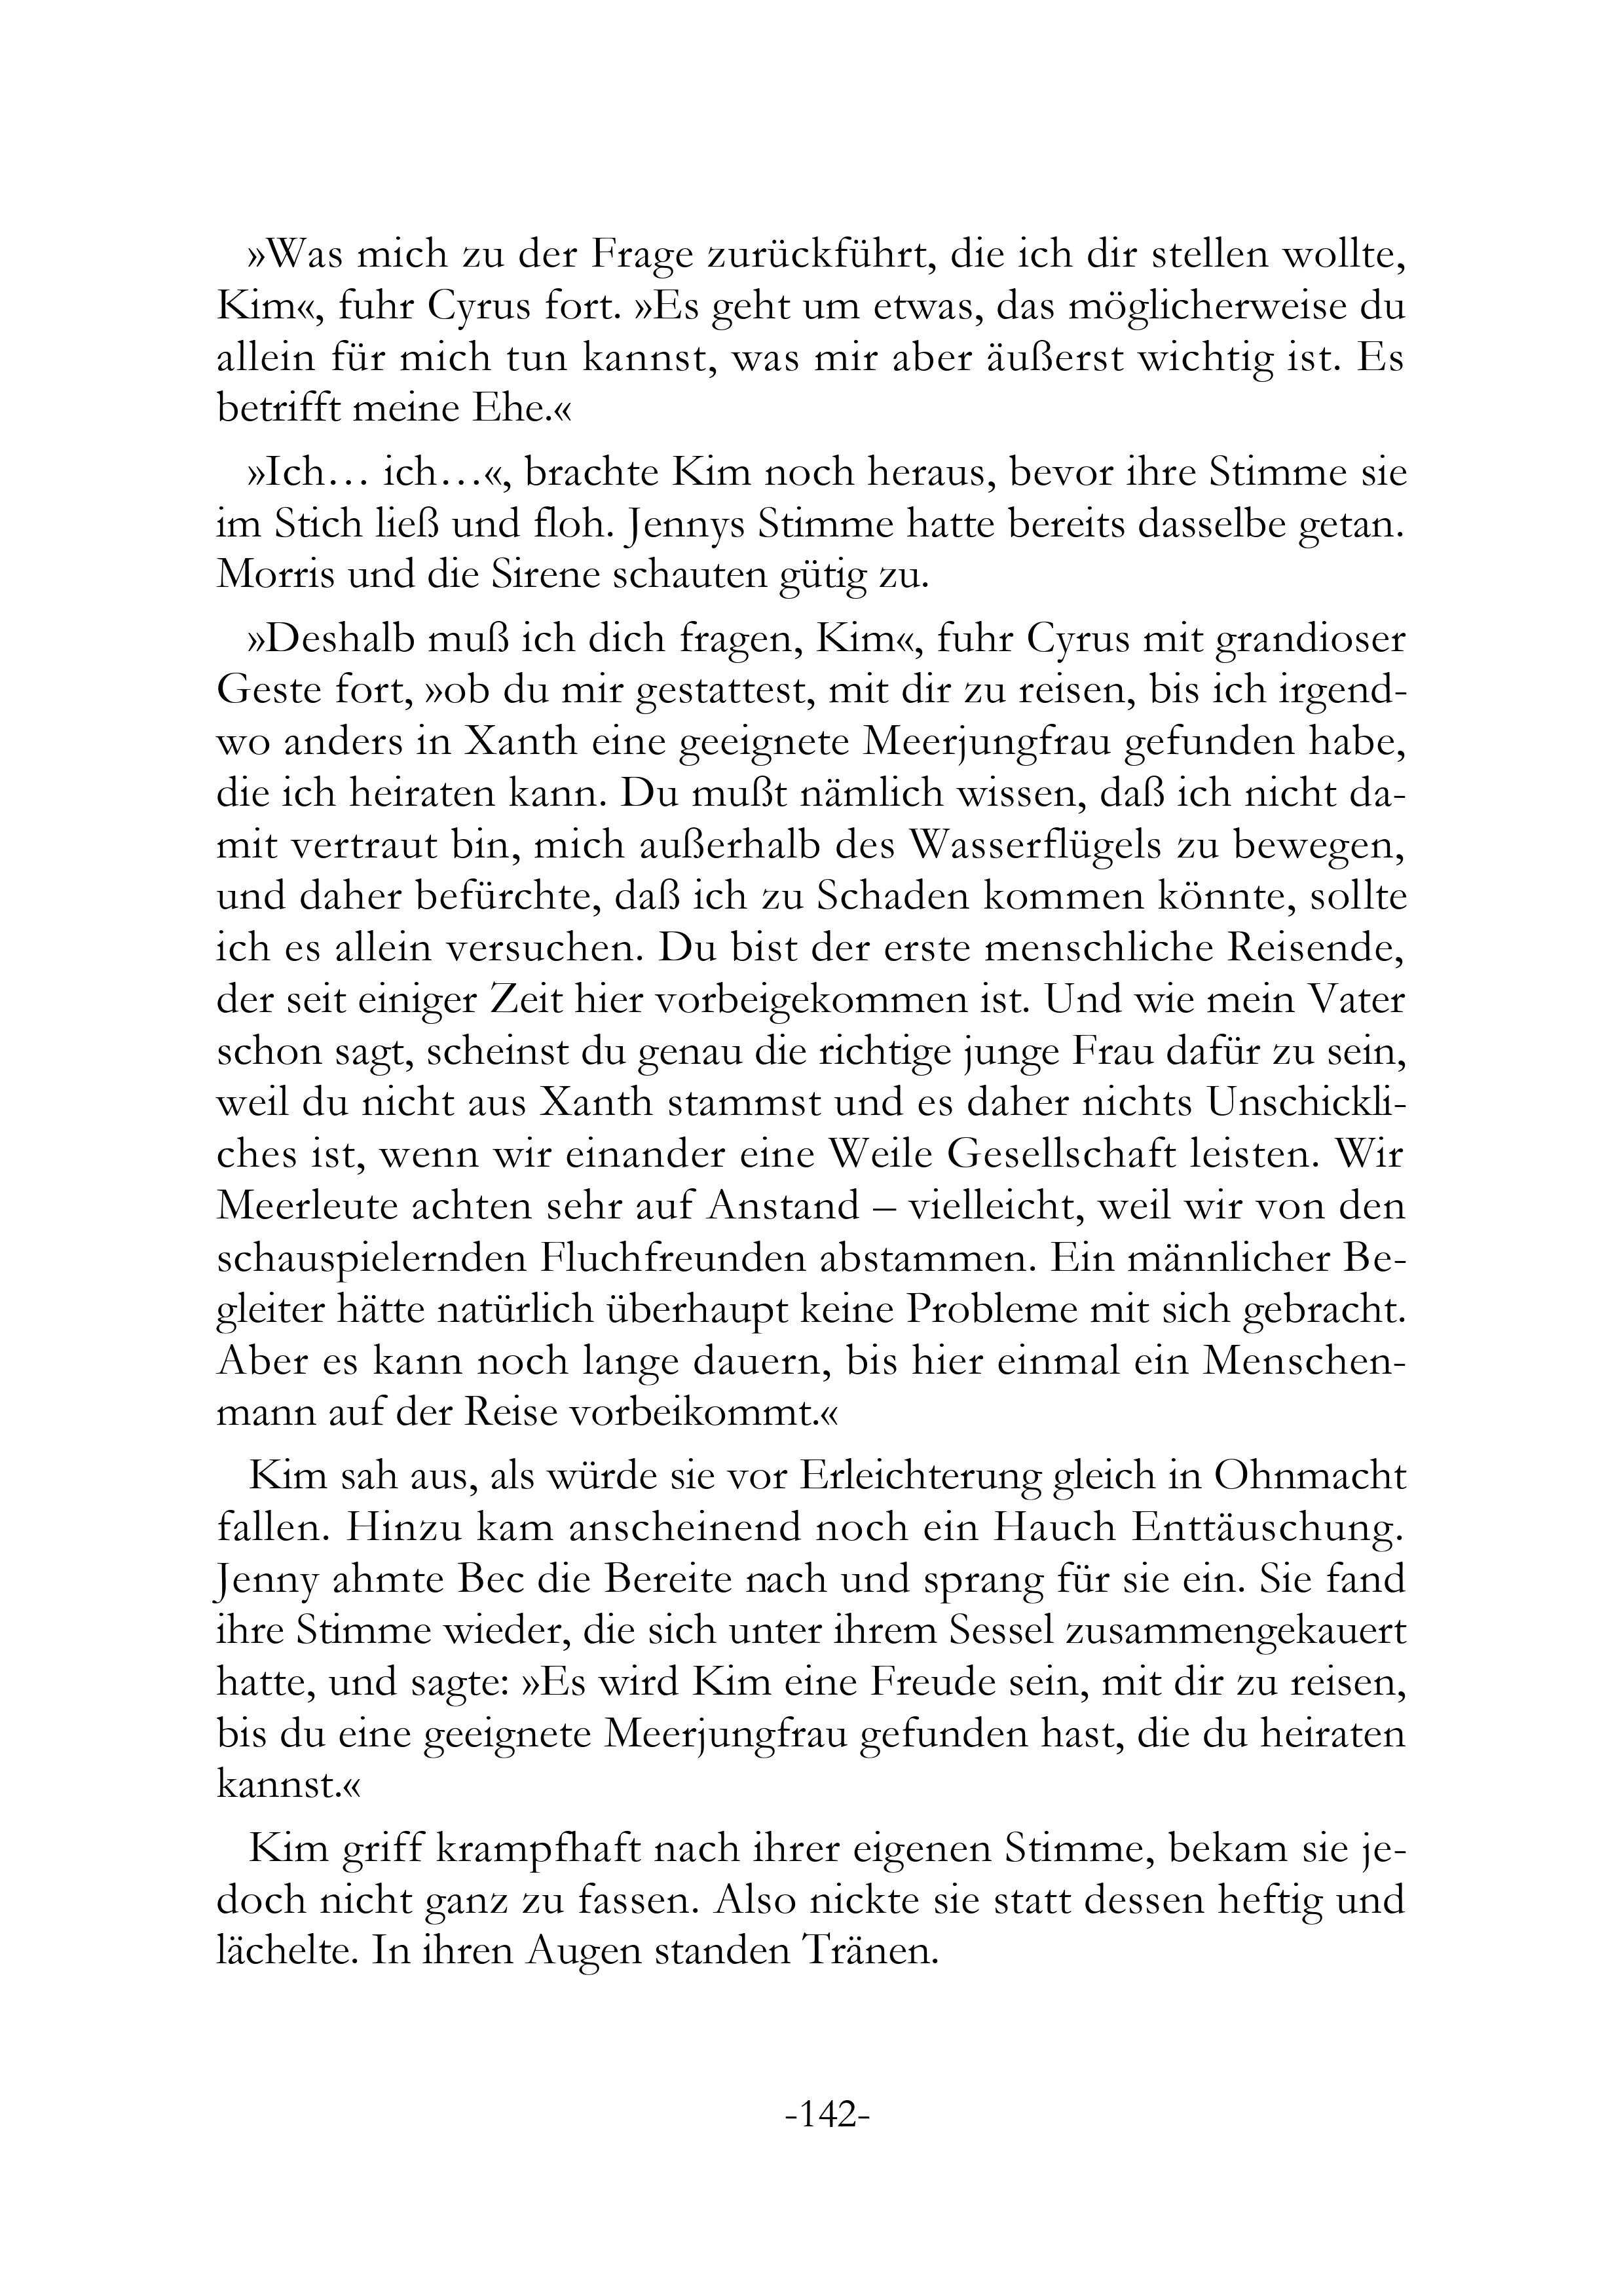 »Was mich zu der Frage zurückführt, die ich dir stellen wollte,
Kim«, fuhr Cyrus fort. »Es geht um etwas, das möglicherweise du
allein für mich tun kannst, was mir aber äußerst wichtig ist. Es
betrifft meine Ehe.«
»Ich… ich…«, brachte Kim noch heraus, bevor ihre Stimme sie
im Stich ließ und floh. Jennys Stimme hatte bereits dasselbe getan.
Morris und die Sirene schauten gütig zu.
»Deshalb muß ich dich fragen, Kim«, fuhr Cyrus mit grandioser
Geste fort, »ob du mir gestattest, mit dir zu reisen, bis ich irgend-
wo anders in Xanth eine geeignete Meerjungfrau gefunden habe,
die ich heiraten kann. Du mußt nämlich wissen, daß ich nicht da-
mit vertraut bin, mich außerhalb des Wasserflügels zu bewegen,
und daher befürchte, daß ich zu Schaden kommen könnte, sollte
ich es allein versuchen. Du bist der erste menschliche Reisende,
der seit einiger Zeit hier vorbeigekommen ist. Und wie mein Vater
schon sagt, scheinst du genau die richtige junge Frau dafür zu sein,
weil du nicht aus Xanth stammst und es daher nichts Unschickli-
ches ist, wenn wir einander eine Weile Gesellschaft leisten. Wir
Meerleute achten sehr auf Anstand – vielleicht, weil wir von den
schauspielernden Fluchfreunden abstammen. Ein männlicher Be-
gleiter hätte natürlich überhaupt keine Probleme mit sich gebracht.
Aber es kann noch lange dauern, bis hier einmal ein Menschen-
mann auf der Reise vorbeikommt.«
Kim sah aus, als würde sie vor Erleichterung gleich in Ohnmacht
fallen. Hinzu kam anscheinend noch ein Hauch Enttäuschung.
Jenny ahmte Bec die Bereite nach und sprang für sie ein. Sie fand
ihre Stimme wieder, die sich unter ihrem Sessel zusammengekauert
hatte, und sagte: »Es wird Kim eine Freude sein, mit dir zu reisen,
bis du eine geeignete Meerjungfrau gefunden hast, die du heiraten
kannst.«
Kim griff krampfhaft nach ihrer eigenen Stimme, bekam sie je-
doch nicht ganz zu fassen. Also nickte sie statt dessen heftig und
lächelte. In ihren Augen standen Tränen.
-142-